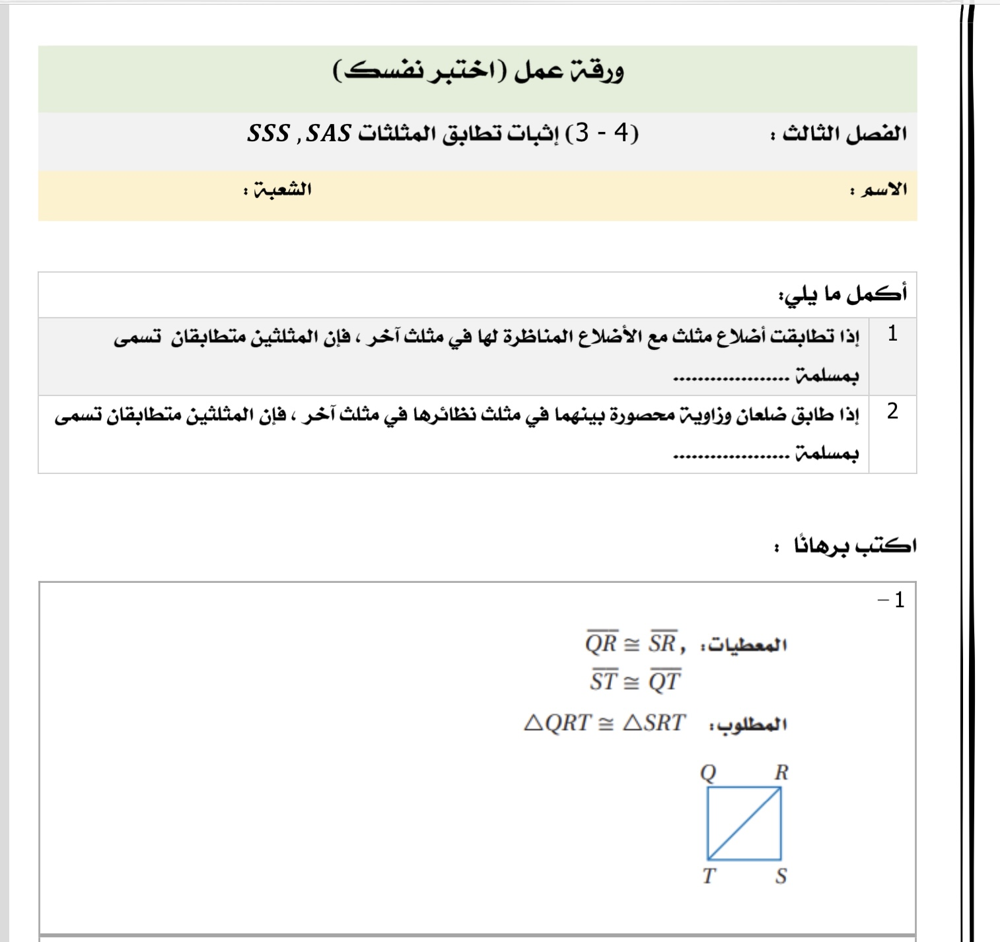 ورقة عمل (اختبر نفسك)
الفصل الثالث : (3 - 4) إثبات تطابق المثلثات SSS , SAS
الاسم : الشعبة :
أكمل ما يلي:
1 إذا تطابقت أضلاع مثلث مع الأضلاع المناظرة لها في مثلث آخر ، فإن المثلثين متطابقان تسمى
بمسلمة ...................
2 إذا طابق ضلعان وزاوية محصورة بينهما في مثلث نظائرها في مثلث آخر ، فإن المثلثين متطابقان تسمى
بمسلمة ...................
اكتب برهانًا :
1 –
المعطيات: $\overline{QR} \cong \overline{SR}$ ,
$\overline{ST} \cong \overline{QT}$
المطلوب: △QRT ≅ △SRT
Q R
T S